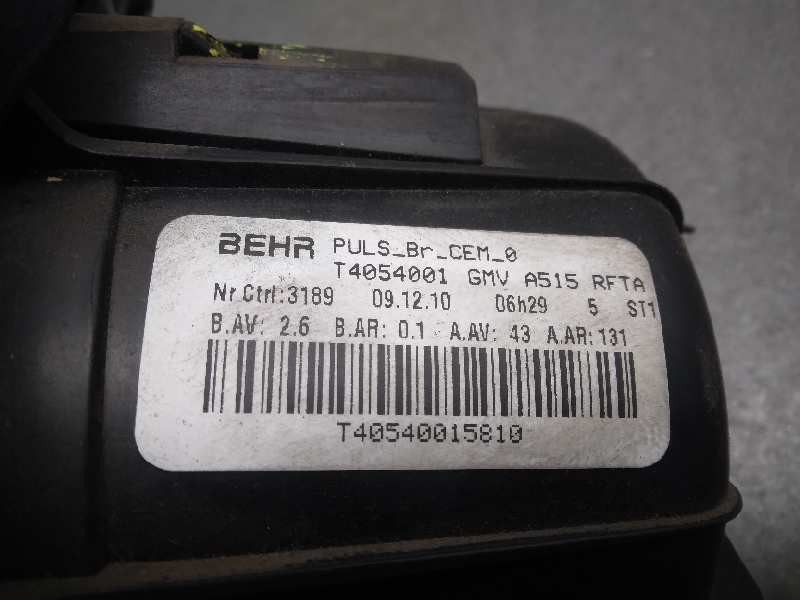 BEHR PULS_Br_CEM_0
T4054001 GMV A515 RFTA
Nr Ctrl:3189 09.12.10 06h29 5 ST1
B.AV: 2.6 B.AR: 0.1 A.AV: 43 A.AR: 131
T40540015810